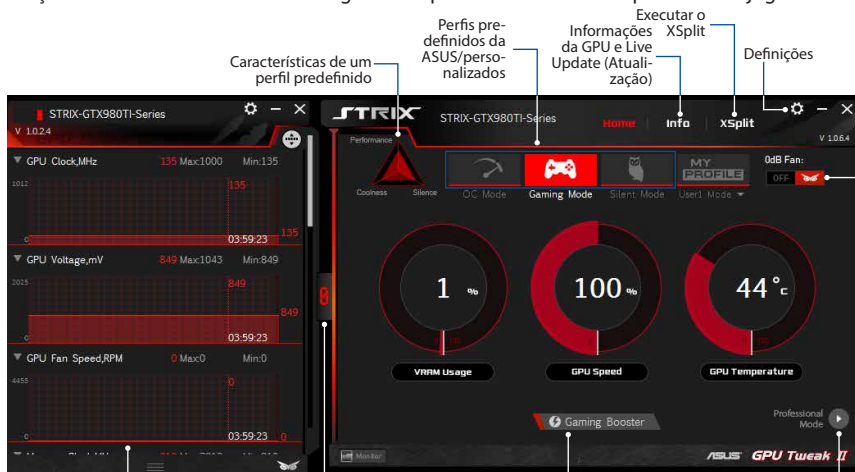 Executar o
XSplit
Perfis pre-
definidos da
ASUS/perso-
nalizados
Informações
da GPU e Live
Update (Atuali-
zação)
Definições
Características de um
perfil predefinido
STRIX-GTX980TI-Series
V 1.0.2.4
GPU Clock,MHz 135 Max:1000 Min:135
1012
135
135
0
03:59:23
GPU Voltage,mV 849 Max:1043 Min:849
2025
849
849
0
03:59:23
GPU Fan Speed,RPM 0 Max:0 Min:0
4455
0
0
03:59:23
0
STRIX
STRIX-GTX980TI-Series
Home Info XSplit
V 1.0.6.4
Performance
Coolness Silence
OC Mode
Gaming Mode
Silent Mode
MY
PROFILE
User1 Mode
0dB Fan:
OFF
1 %
VRAM Usage
100 %
GPU Speed
44 °c
GPU Temperature
Gaming Booster
Professional
Mode
Monitor
ASUS GPU Tweak II